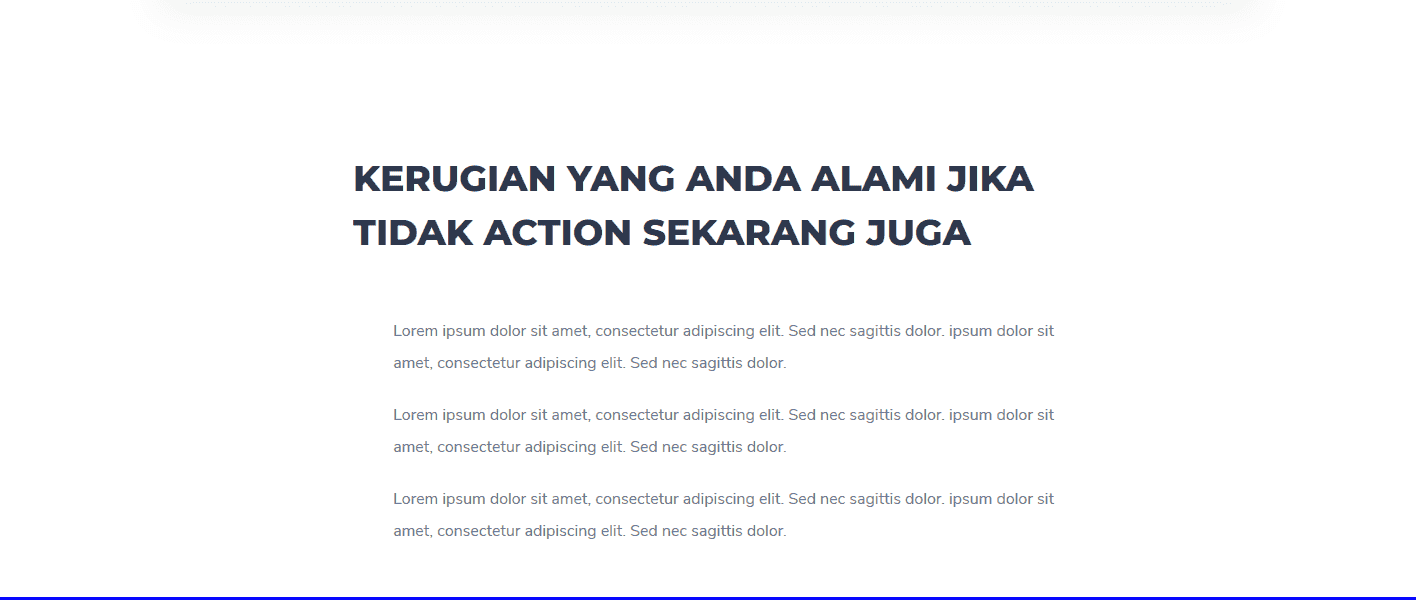 KERUGIAN YANG ANDA ALAMI JIKA
TIDAK ACTION SEKARANG JUGA
Lorem ipsum dolor sit amet, consectetur adipiscing elit. Sed nec sagittis dolor. ipsum dolor sit
amet, consectetur adipiscing elit. Sed nec sagittis dolor.
Lorem ipsum dolor sit amet, consectetur adipiscing elit. Sed nec sagittis dolor. ipsum dolor sit
amet, consectetur adipiscing elit. Sed nec sagittis dolor.
Lorem ipsum dolor sit amet, consectetur adipiscing elit. Sed nec sagittis dolor. ipsum dolor sit
amet, consectetur adipiscing elit. Sed nec sagittis dolor.